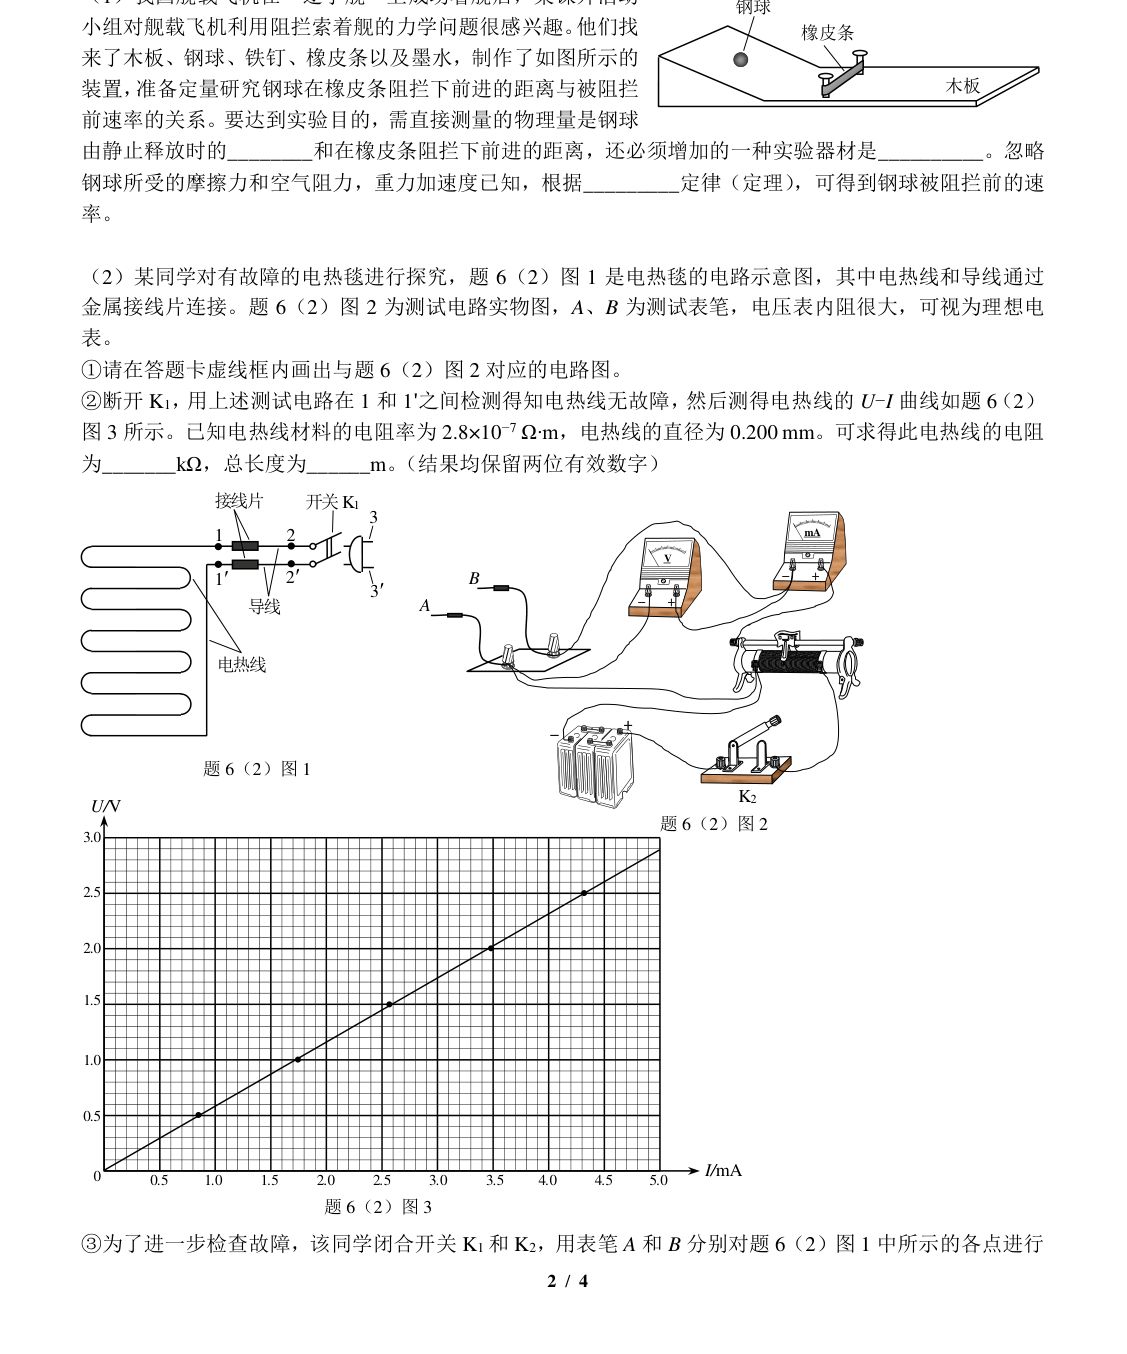 小组对舰载飞机利用阻拦索着舰的力学问题很感兴趣。他们找
来了木板、钢球、铁钉、橡皮条以及墨水，制作了如图所示的
装置，准备定量研究钢球在橡皮条阻拦下前进的距离与被阻拦
前速率的关系。要达到实验目的，需直接测量的物理量是钢球
由静止释放时的________和在橡皮条阻拦下前进的距离，还必须增加的一种实验器材是__________。忽略
钢球所受的摩擦力和空气阻力，重力加速度已知，根据_________定律（定理），可得到钢球被阻拦前的速
率。
钢球
橡皮条
木板
（2）某同学对有故障的电热毯进行探究，题 6（2）图 1 是电热毯的电路示意图，其中电热线和导线通过
金属接线片连接。题 6（2）图 2 为测试电路实物图，A、B 为测试表笔，电压表内阻很大，可视为理想电
表。
①请在答题卡虚线框内画出与题 6（2）图 2 对应的电路图。
②断开 K₁，用上述测试电路在 1 和 1′之间检测得知电热线无故障，然后测得电热线的 U−I 曲线如题 6（2）
图 3 所示。已知电热线材料的电阻率为 2.8×10⁻⁷ Ω·m，电热线的直径为 0.200 mm。可求得此电热线的电阻
为_______kΩ，总长度为______m。（结果均保留两位有效数字）
接线片 开关 K₁
3
1 2
1′ 2′ 3′
导线
电热线
题 6（2）图 1
A
B
V
− +
mA
− +
− +
K₂
题 6（2）图 2
U/V
3.0
2.5
2.0
1.5
1.0
0.5
0
0.5 1.0 1.5 2.0 2.5 3.0 3.5 4.0 4.5 5.0
I/mA
题 6（2）图 3
③为了进一步检查故障，该同学闭合开关 K₁ 和 K₂，用表笔 A 和 B 分别对题 6（2）图 1 中所示的各点进行
2 / 4